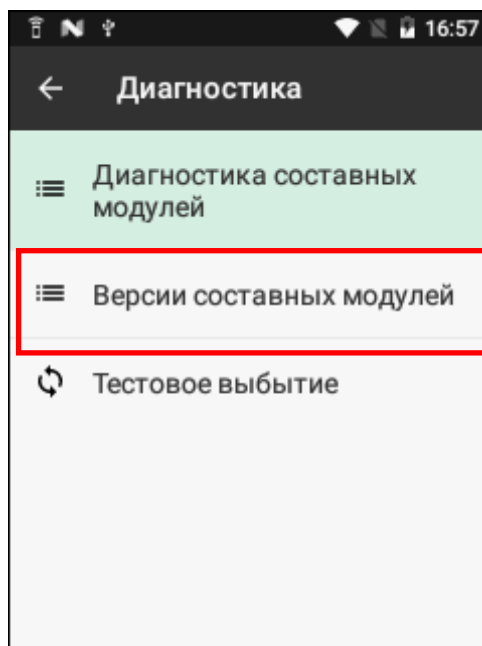 16:57
Диагностика
Диагностика составных
модулей
Версии составных модулей
Тестовое выбытие